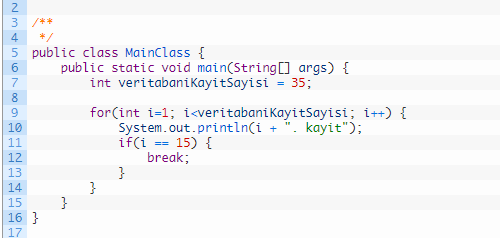 2
3 /**
4  */
5 public class MainClass {
6     public static void main(String[] args) {
7         int veritabaniKayitSayisi = 35;
8
9         for(int i=1; i<veritabaniKayitSayisi; i++) {
10             System.out.println(i + ". kayit");
11             if(i == 15) {
12                 break;
13             }
14         }
15     }
16 }
17